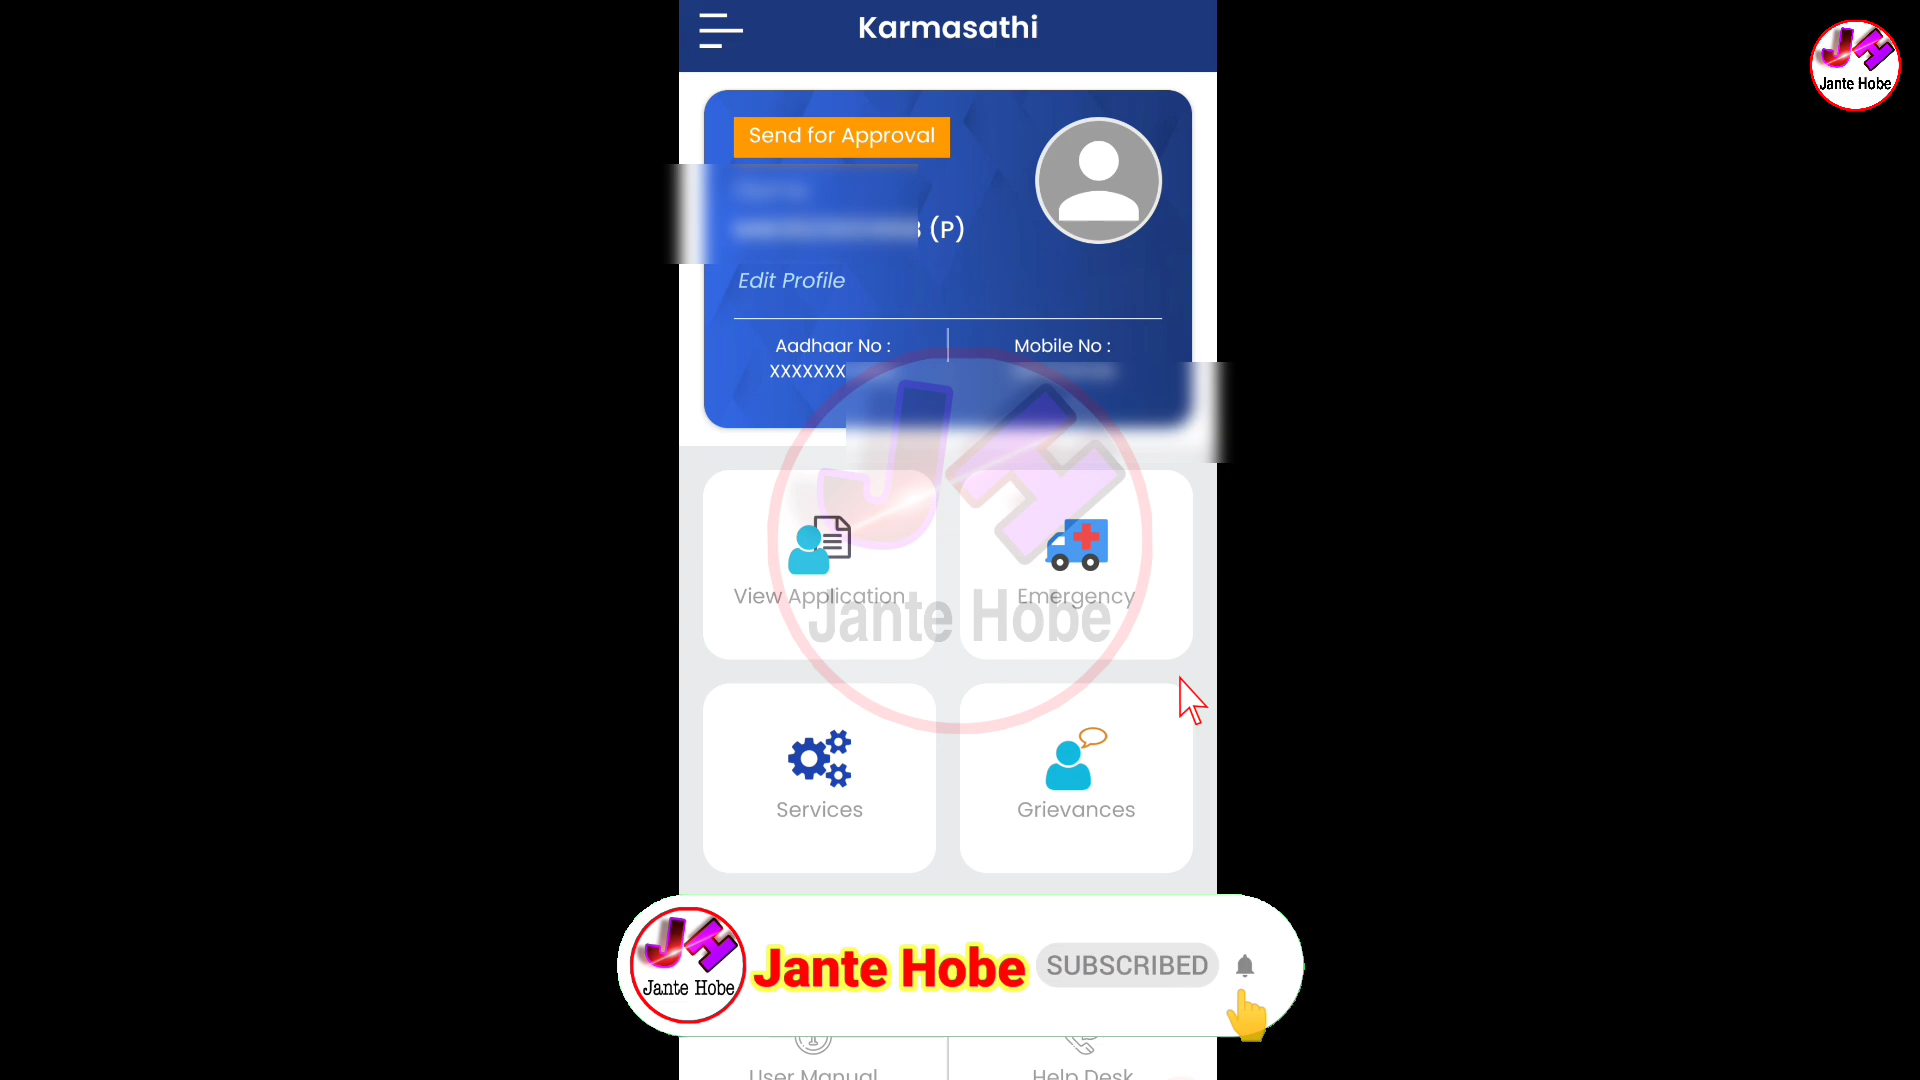 Karmasathi
Jante Hobe
Send for Approval
(P)
Edit Profile
Aadhaar No :
Mobile No :
XXXXXXX
View Application
Emergency
Jante Hobe
Services
Grievances
Jante Hobe
Jante Hobe
SUBSCRIBED
User Manual
Help Desk